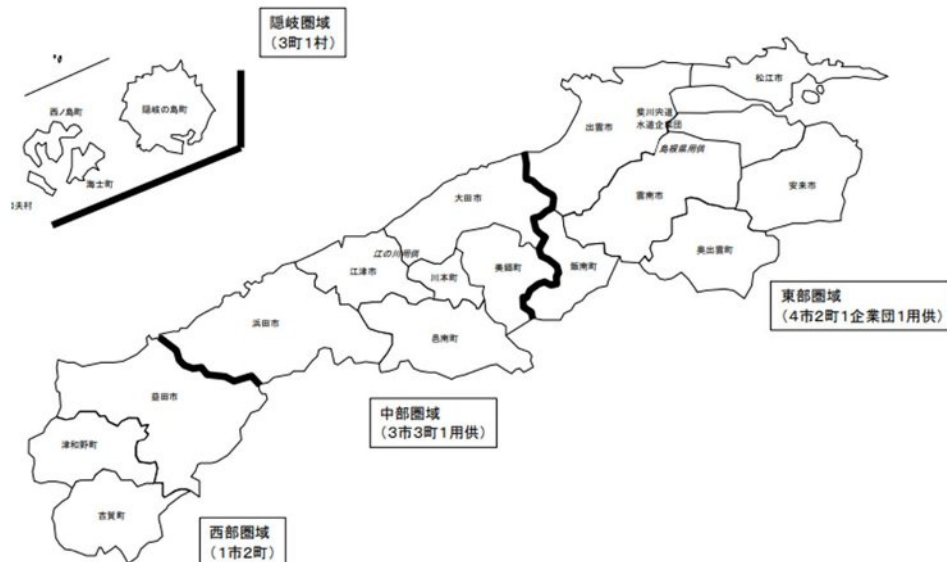 隠岐圏域
(3町1村)
西ノ島町
隠岐の島町
海士町
夫村
松江市
出雲市
斐川宍道
水道企業団
島根県用供
安来市
雲南市
奥出雲町
飯南町
大田市
江の川用供
江津市
川本町
美郷町
邑南町
浜田市
益田市
津和野町
吉賀町
東部圏域
(4市2町1企業団1用供)
中部圏域
(3市3町1用供)
西部圏域
(1市2町)